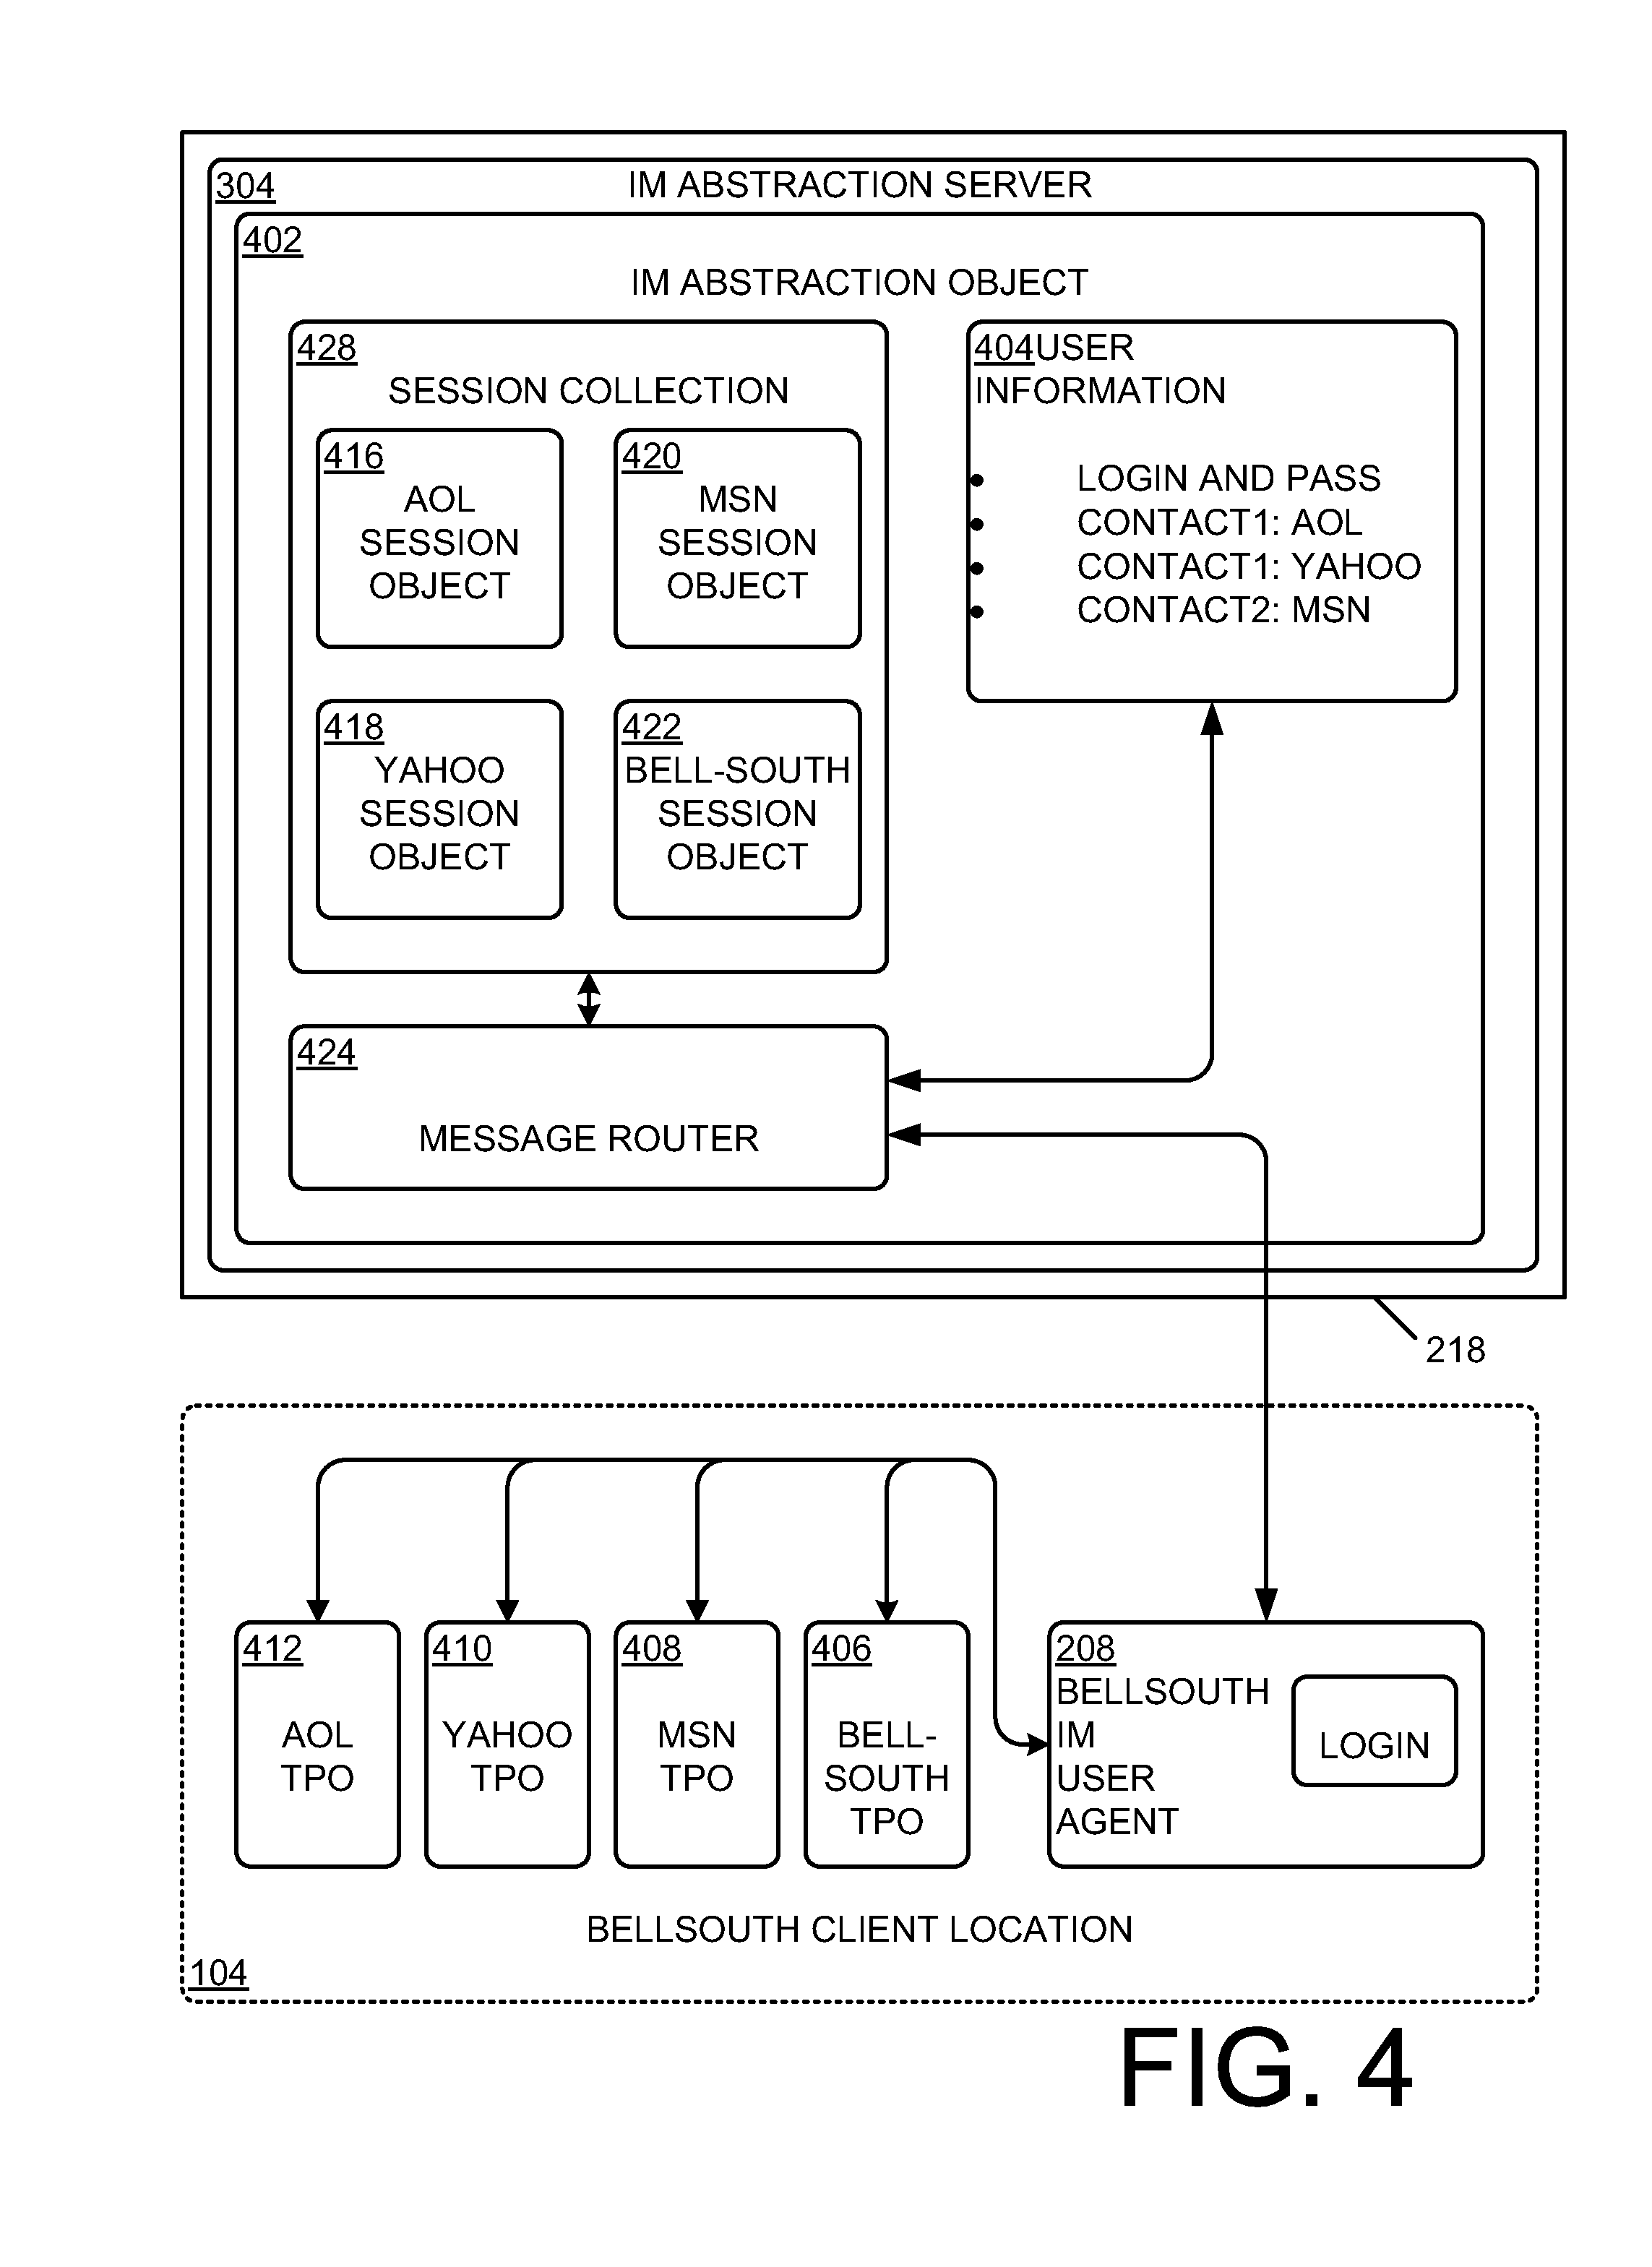 304
IM ABSTRACTION SERVER
402
IM ABSTRACTION OBJECT
428
SESSION COLLECTION
416
AOL
SESSION
OBJECT
420
MSN
SESSION
OBJECT
418
YAHOO
SESSION
OBJECT
422
BELL-SOUTH
SESSION
OBJECT
404USER
INFORMATION
• LOGIN AND PASS
• CONTACT1: AOL
• CONTACT1: YAHOO
• CONTACT2: MSN
424
MESSAGE ROUTER
218
412
AOL
TPO
410
YAHOO
TPO
408
MSN
TPO
406
BELL-
SOUTH
TPO
208
BELLSOUTH
IM
USER
AGENT
LOGIN
BELLSOUTH CLIENT LOCATION
104
FIG. 4